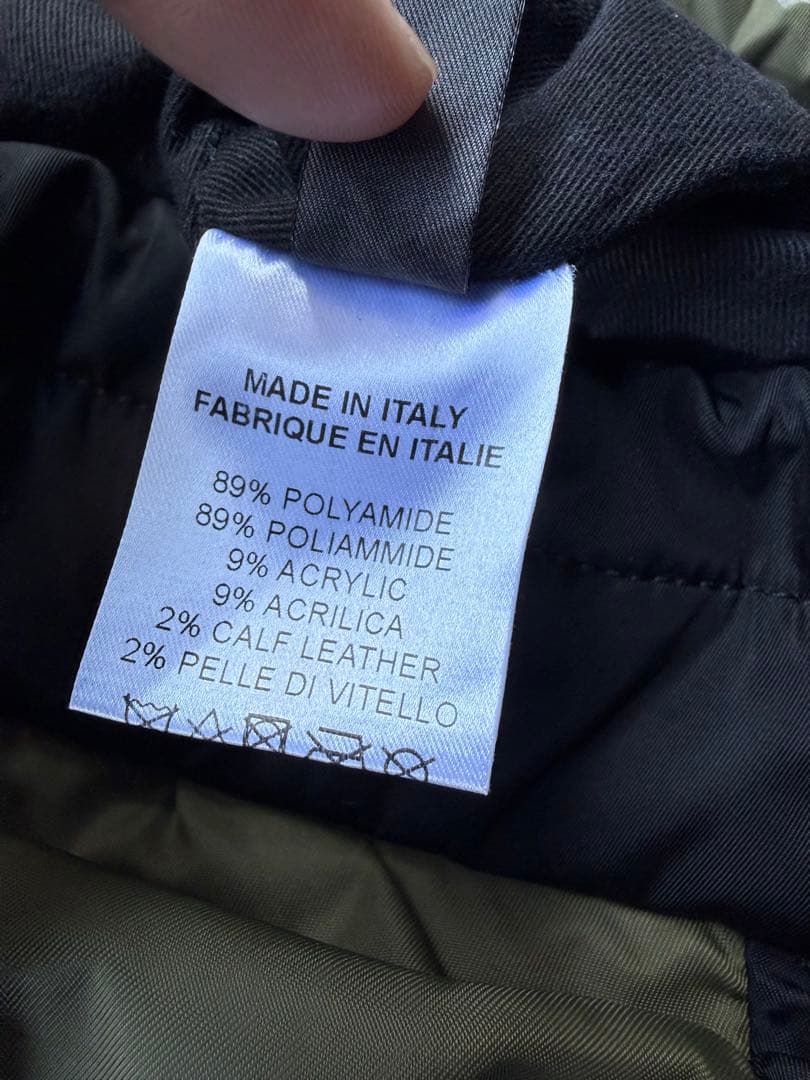 MADE IN ITALY
FABRIQUE EN ITALIE
89% POLYAMIDE
89% POLIAMMIDE
9% ACRYLIC
9% ACRILICA
2% CALF LEATHER
2% PELLE DI VITELLO